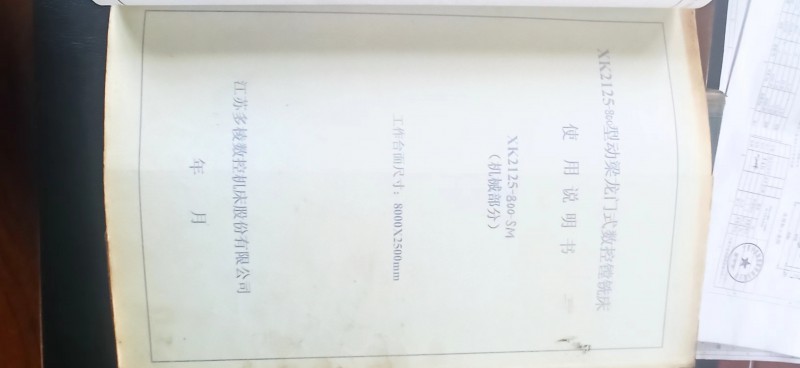 XK2125-800型动梁龙门式数控镗铣床
使用说明书
XK2125-800-SM
（机械部分）
工作台面尺寸：8000X2500mm
江苏多棱数控机床股份有限公司
年 月